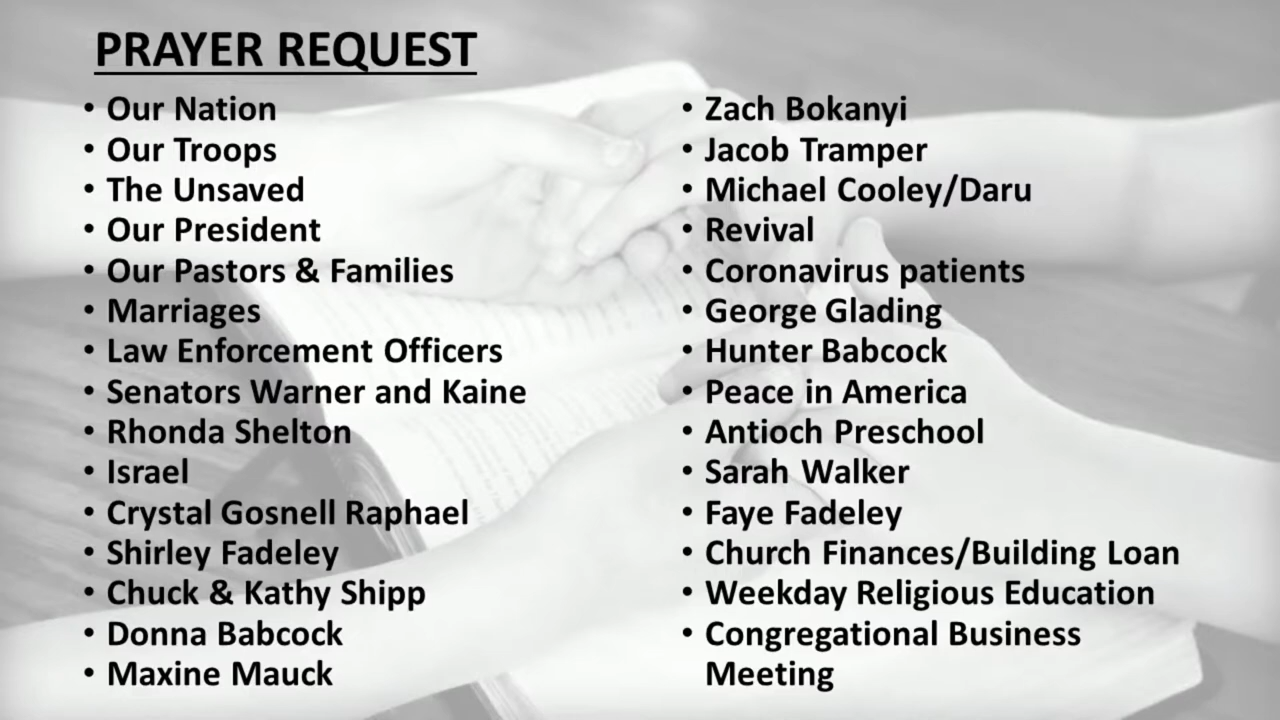 PRAYER REQUEST
• Our Nation
• Our Troops
• The Unsaved
• Our President
• Our Pastors & Families
• Marriages
• Law Enforcement Officers
• Senators Warner and Kaine
• Rhonda Shelton
• Israel
• Crystal Gosnell Raphael
• Shirley Fadeley
• Chuck & Kathy Shipp
• Donna Babcock
• Maxine Mauck
• Zach Bokanyi
• Jacob Tramper
• Michael Cooley/Daru
• Revival
• Coronavirus patients
• George Glading
• Hunter Babcock
• Peace in America
• Antioch Preschool
• Sarah Walker
• Faye Fadeley
• Church Finances/Building Loan
• Weekday Religious Education
• Congregational Business
Meeting